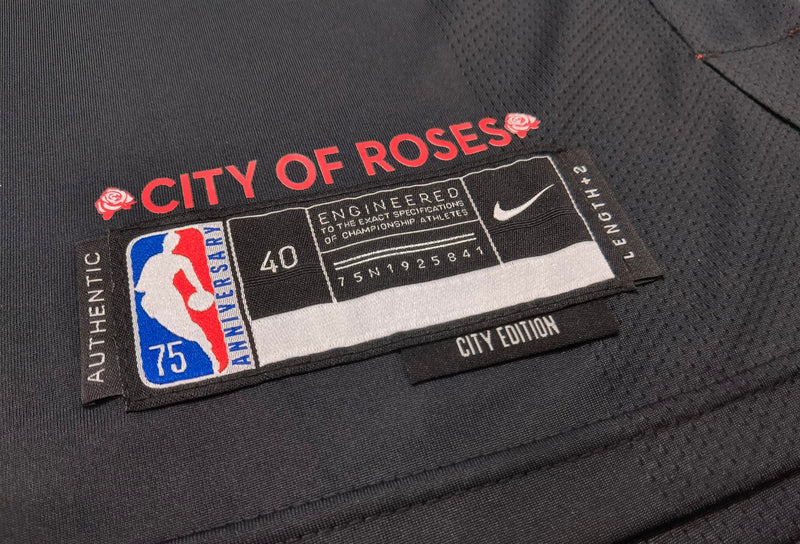 CITY OF ROSES
AUTHENTIC
75
ANNIVERSARY
40
ENGINEERED
TO THE EXACT SPECIFICATIONS
OF CHAMPIONSHIP ATHLETES
75N1925841
LENGTH+2
CITY EDITION